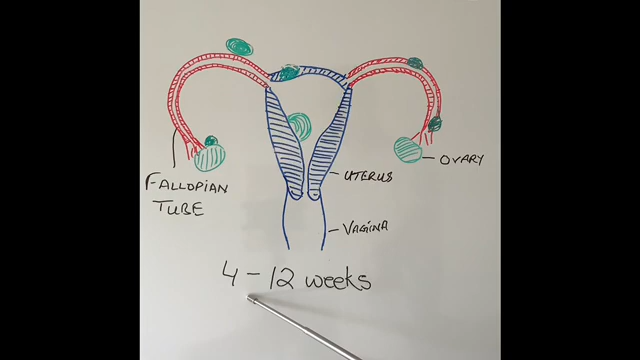 FALLOPIAN
TUBE
OVARY
UTERUS
VAGINA
4 - 12 weeks